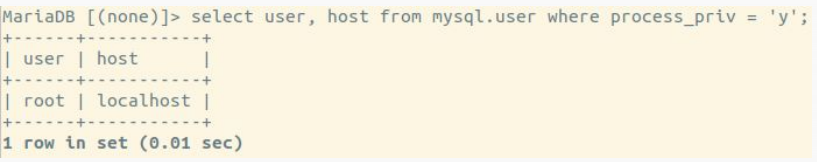 MariaDB [(none)]> select user, host from mysql.user where process_priv = 'y';
+------+-----------+
| user | host      |
+------+-----------+
| root | localhost |
+------+-----------+
1 row in set (0.01 sec)